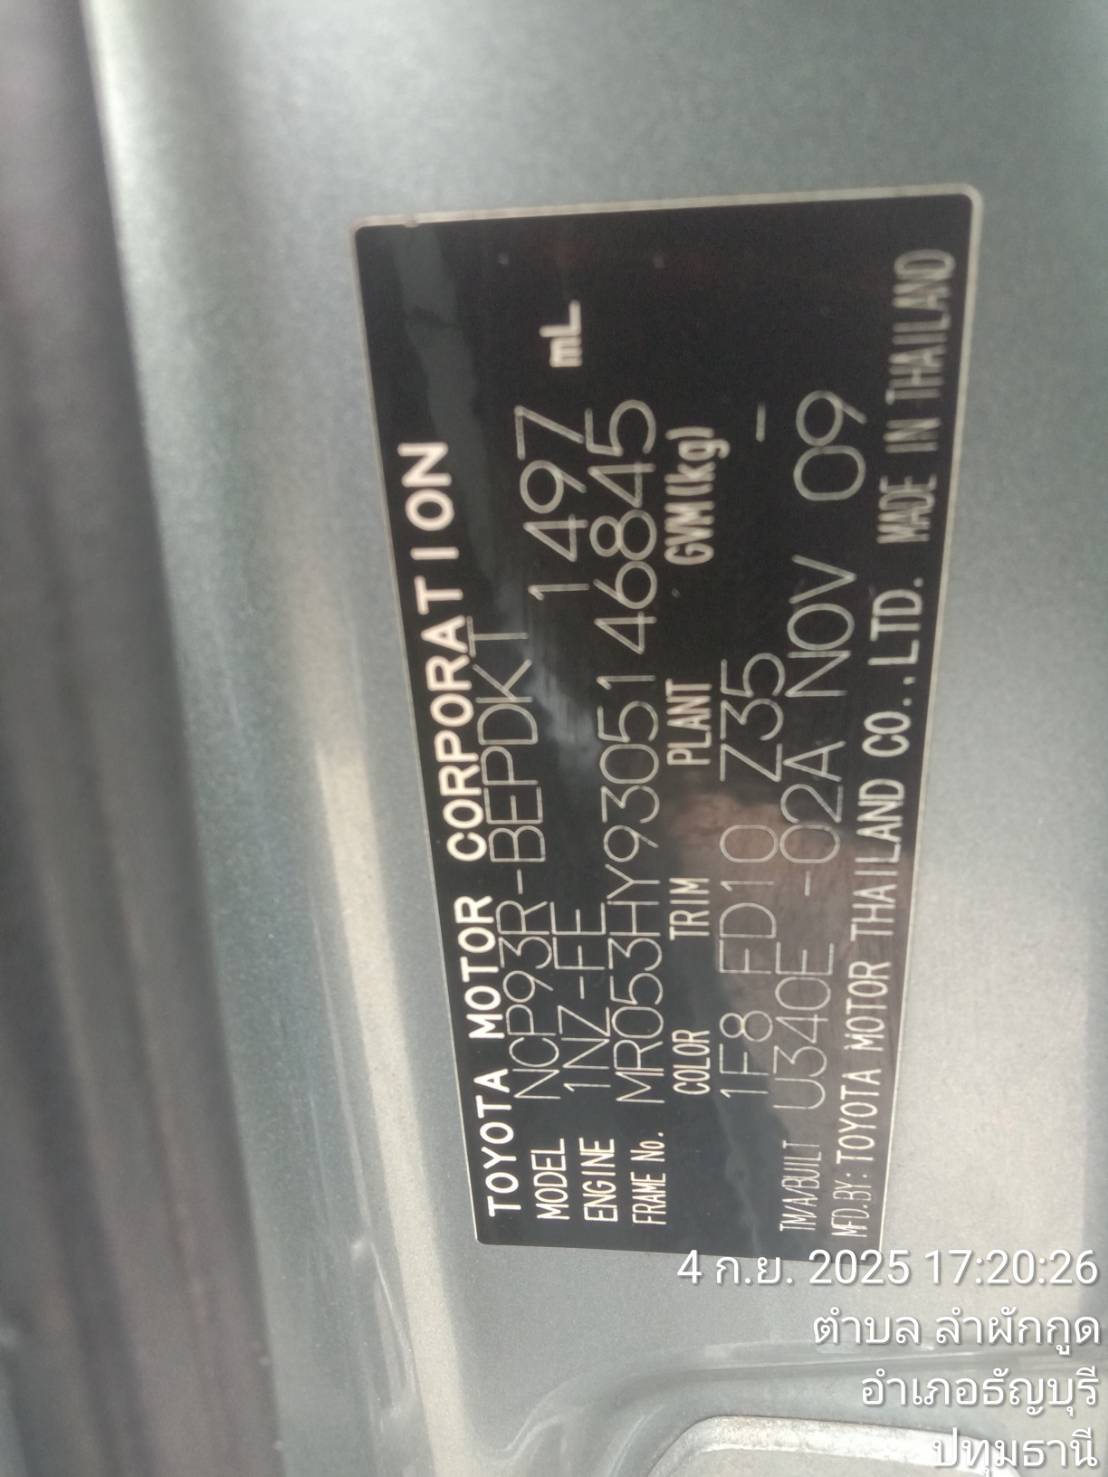 TOYOTA MOTOR CORPORATION
MODEL NCP93R-BEPDKT 1497 mL
ENGINE 1NZ-FE
FRAME No. MR053HY9305146845
COLOR TRIM PLANT GVM(kg)
1F8 FD10 Z35 -
TM/A/BUILT U340E -02A NOV 09
MFD.BY: TOYOTA MOTOR THAILAND CO.,LTD. MADE IN THAILAND
4 ก.ย. 2025 17:20:26
ตำบล ลำผักกูด
อำเภอธัญบุรี
ปทุมธานี